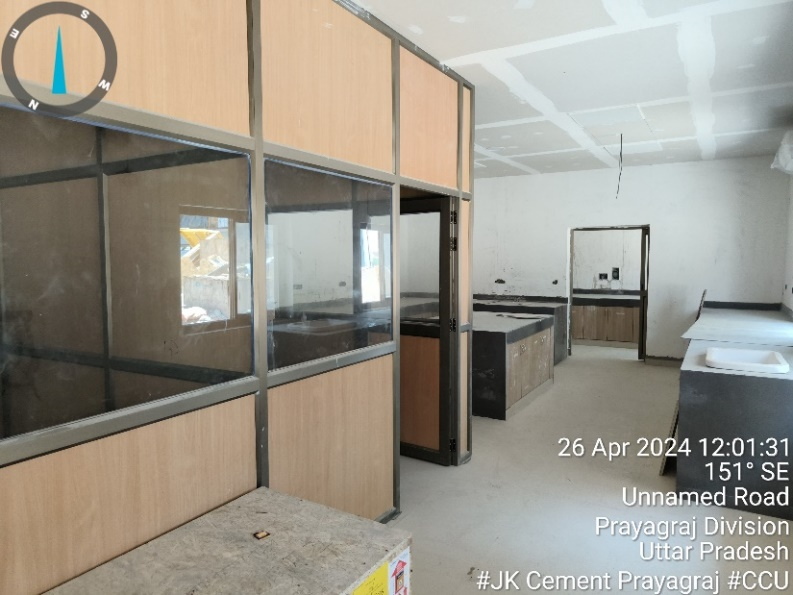 S
E
W
N
26 Apr 2024 12:01:31
151° SE
Unnamed Road
Prayagraj Division
Uttar Pradesh
#JK Cement Prayagraj #CCU